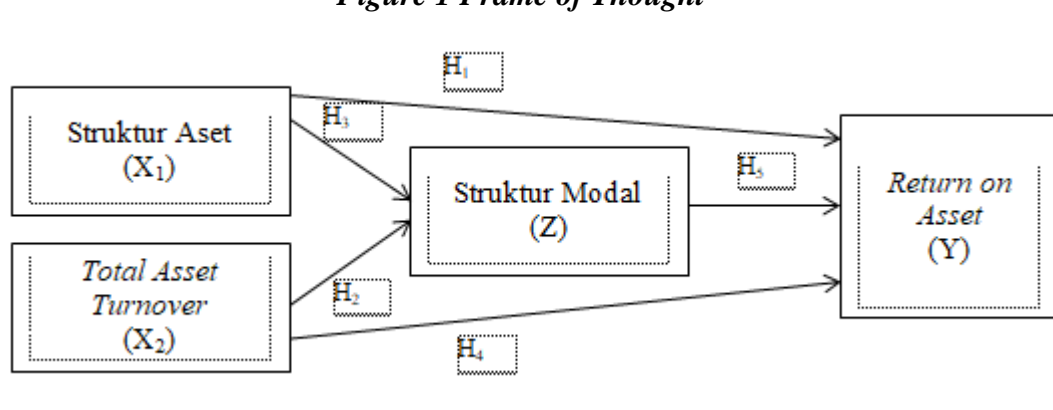 Figure 1 Frame of Thought
H₁
Struktur Aset
(X₁)
H₃
Struktur Modal
(Z)
H₅
Return on
Asset
(Y)
Total Asset
Turnover
(X₂)
H₂
H₄